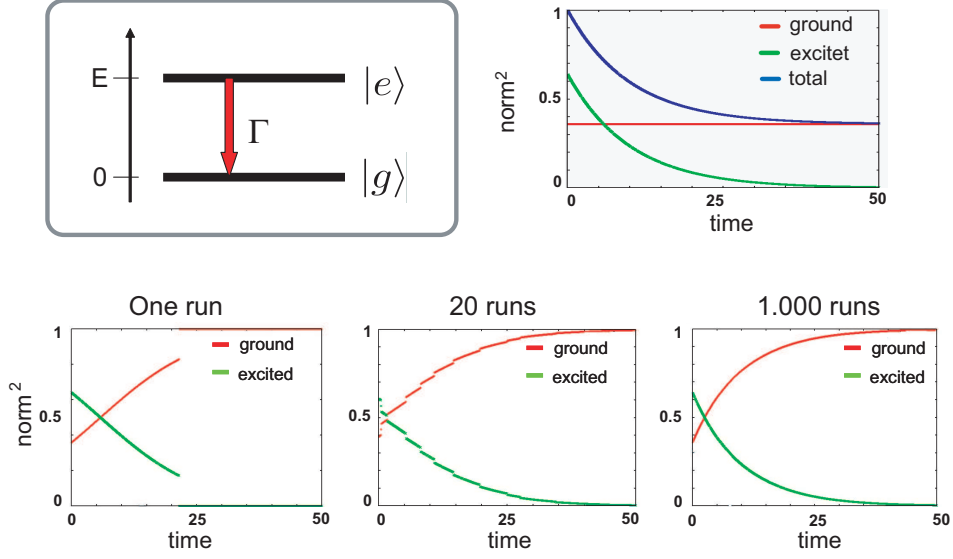 E
|e⟩
Γ
0
|g⟩
1
ground
excitet
total
norm²
0.5
0
0
25
50
time
One run
20 runs
1.000 runs
1
ground
excited
norm²
0.5
0
0
25
50
time
1
ground
excited
0.5
0
0
25
50
time
1
ground
excited
0.5
0
0
25
50
time